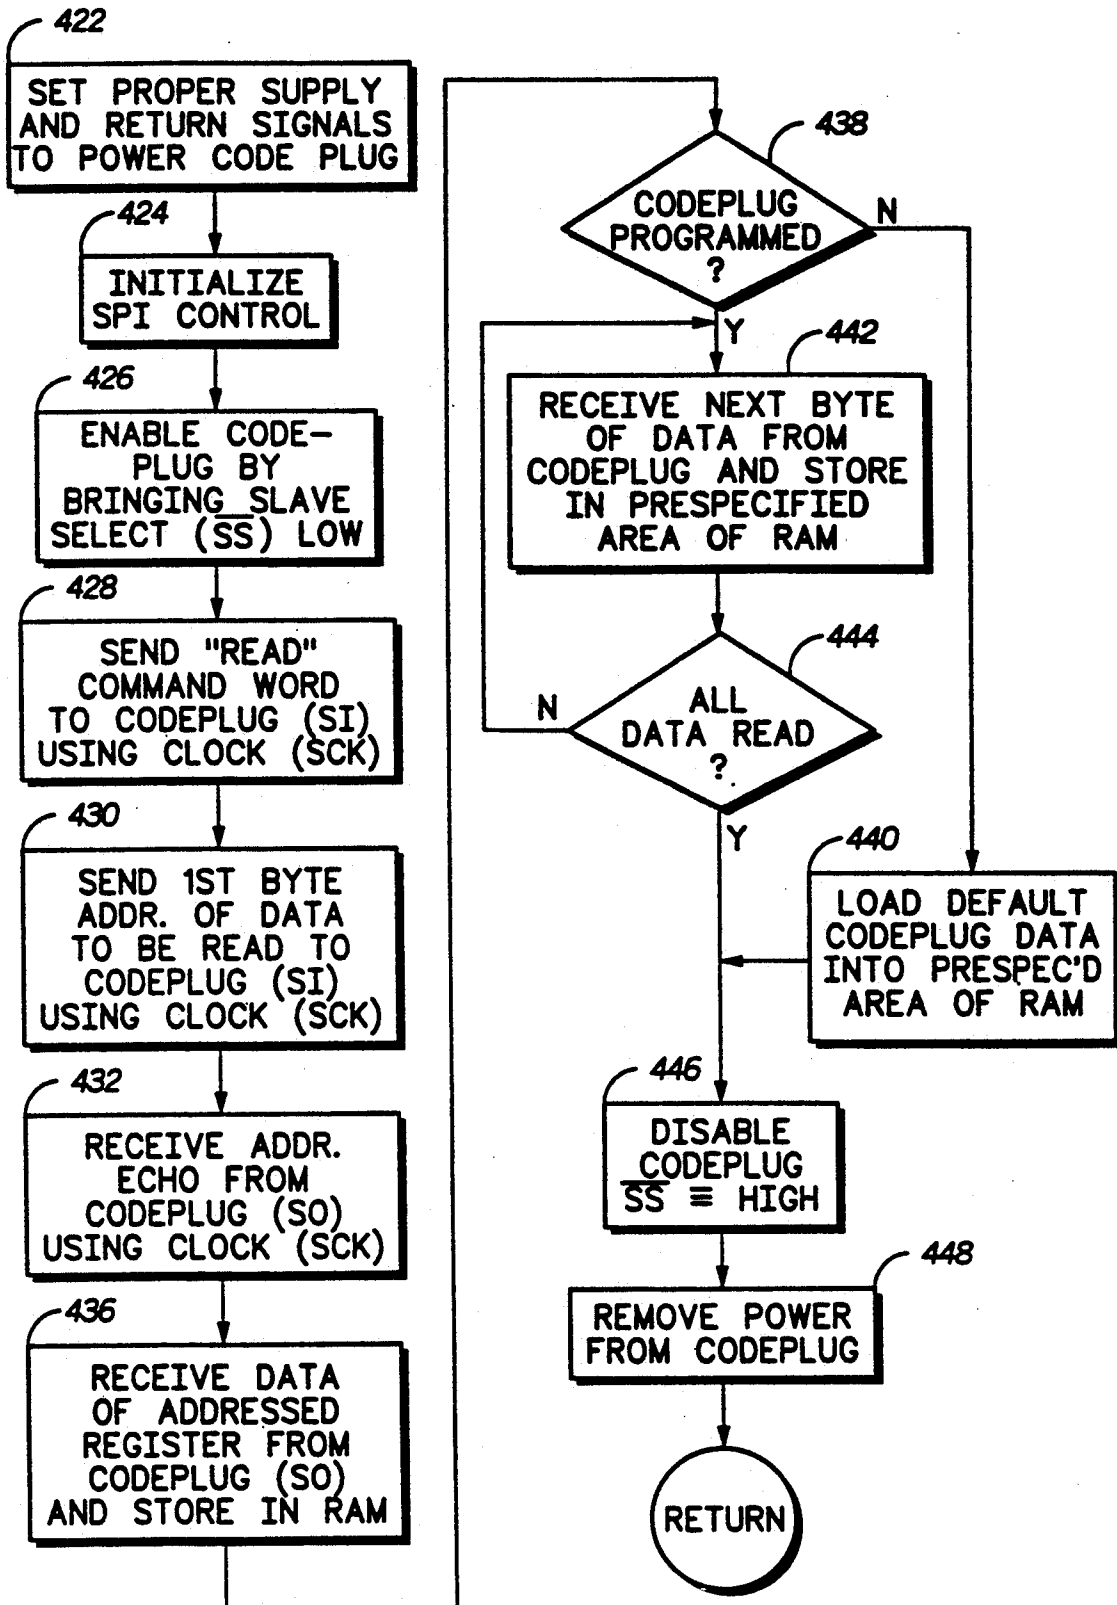 422
SET PROPER SUPPLY
AND RETURN SIGNALS
TO POWER CODE PLUG
424
INITIALIZE
SPI CONTROL
426
ENABLE CODE-
PLUG BY
BRINGING SLAVE
SELECT (S̅S̅) LOW
428
SEND "READ"
COMMAND WORD
TO CODEPLUG (SI)
USING CLOCK (SCK)
430
SEND 1ST BYTE
ADDR. OF DATA
TO BE READ TO
CODEPLUG (SI)
USING CLOCK (SCK)
432
RECEIVE ADDR.
ECHO FROM
CODEPLUG (SO)
USING CLOCK (SCK)
436
RECEIVE DATA
OF ADDRESSED
REGISTER FROM
CODEPLUG (SO)
AND STORE IN RAM
438
CODEPLUG
PROGRAMMED
?
N
Y
442
RECEIVE NEXT BYTE
OF DATA FROM
CODEPLUG AND STORE
IN PRESPECIFIED
AREA OF RAM
444
ALL
DATA READ
?
N
Y
440
LOAD DEFAULT
CODEPLUG DATA
INTO PRESPEC'D
AREA OF RAM
446
DISABLE
CODEPLUG
S̅S̅ ≡ HIGH
448
REMOVE POWER
FROM CODEPLUG
RETURN